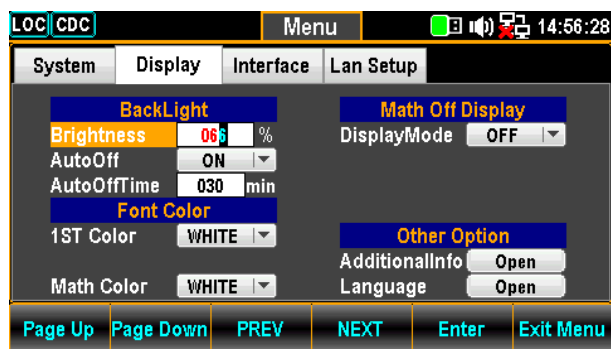 LOC CDC Menu 14:56:28
System Display Interface Lan Setup
BackLight Math Off Display
Brightness 066 % DisplayMode OFF
AutoOff ON
AutoOffTime 030 min
Font Color
1ST Color WHITE Other Option
AdditionalInfo Open
Math Color WHITE Language Open
Page Up Page Down PREV NEXT Enter Exit Menu